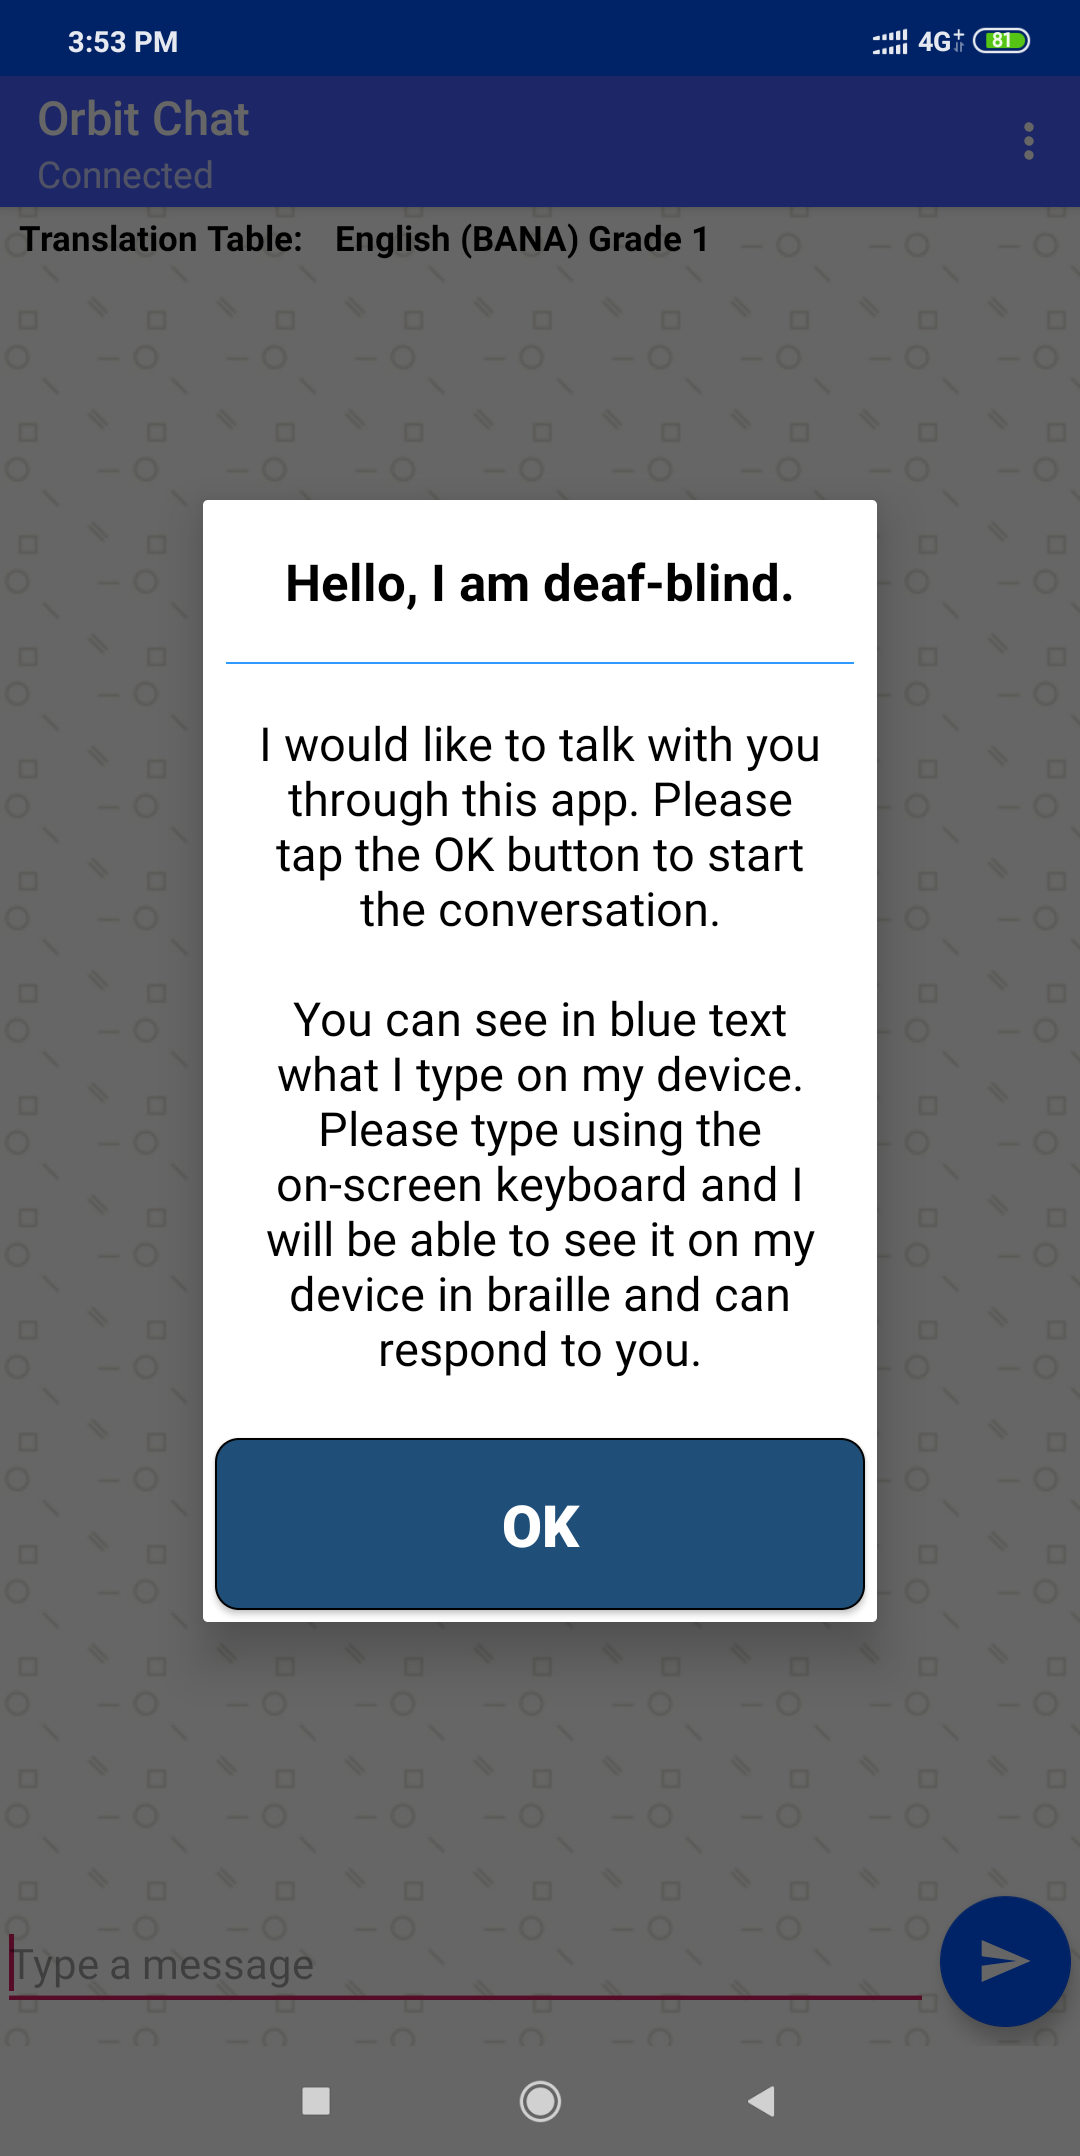 3:53 PM
4G+ 81
Orbit Chat
Connected
Translation Table: English (BANA) Grade 1
Hello, I am deaf-blind.
I would like to talk with you
through this app. Please
tap the OK button to start
the conversation.
You can see in blue text
what I type on my device.
Please type using the
on-screen keyboard and I
will be able to see it on my
device in braille and can
respond to you.
OK
Type a message